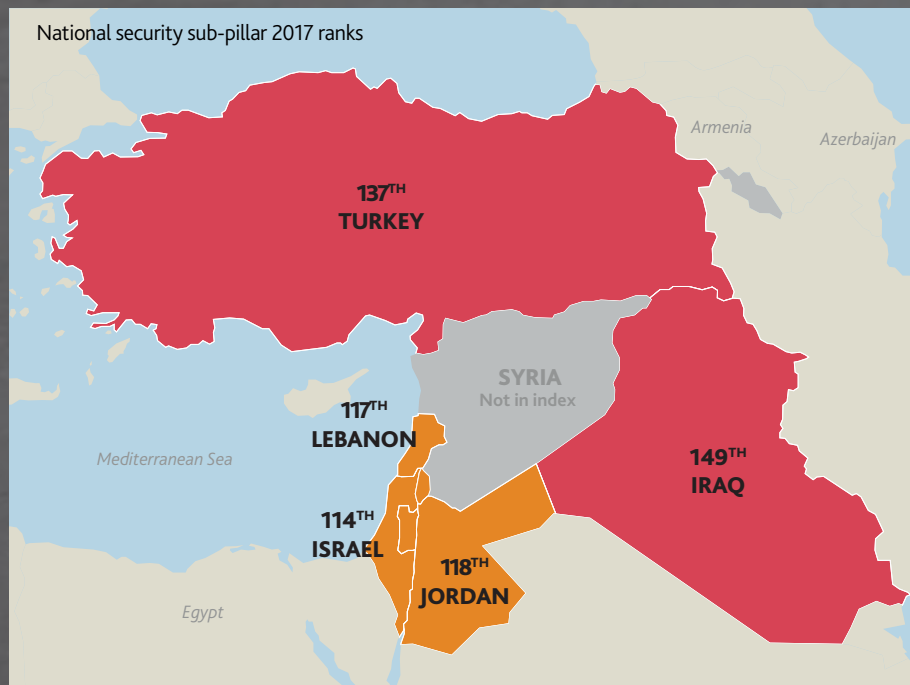 National security sub-pillar 2017 ranks
Armenia
Azerbaijan
137TH
TURKEY
SYRIA
Not in index
117TH
LEBANON
Mediterranean Sea
149TH
IRAQ
114TH
ISRAEL
118TH
JORDAN
Egypt